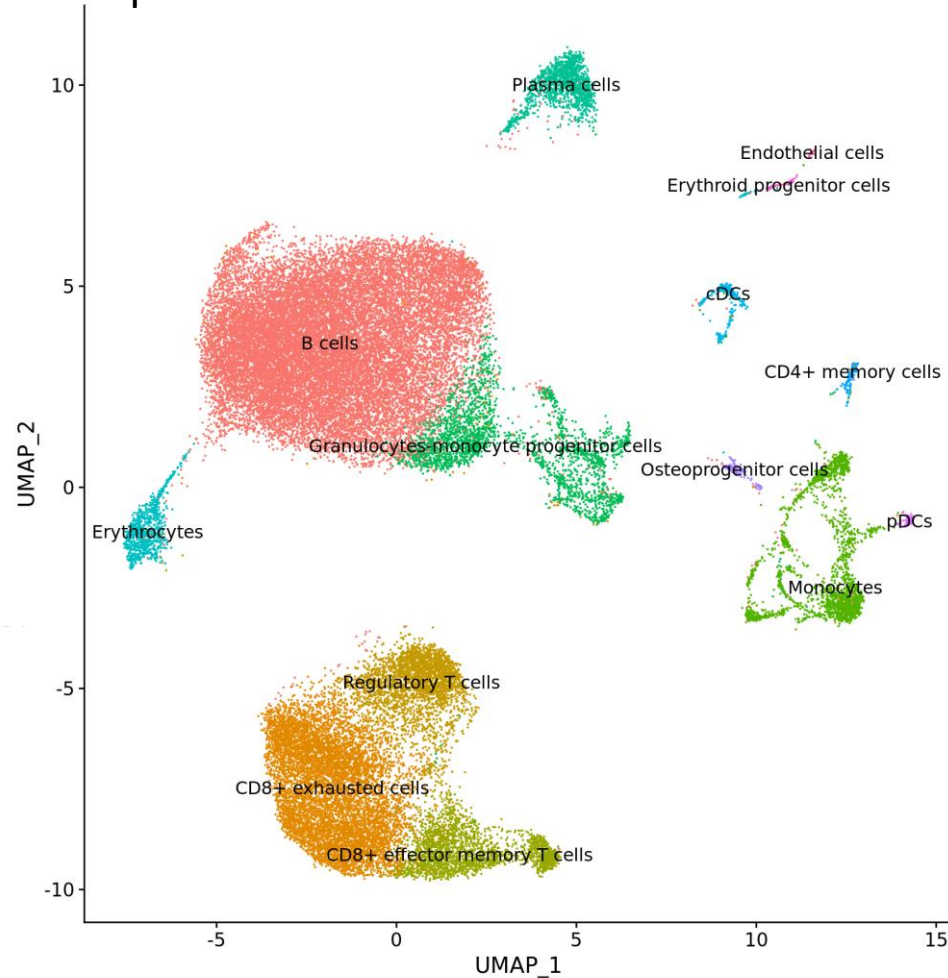 Plasma cells
10
Endothelial cells
Erythroid progenitor cells
5
cDCs
B cells
CD4+ memory cells
Granulocytes-monocyte progenitor cells
Osteoprogenitor cells
UMAP_2
0
pDCs
Erythrocytes
Monocytes
Regulatory T cells
-5
CD8+ exhausted cells
CD8+ effector memory T cells
-10
-5 0 5 10 15
UMAP_1